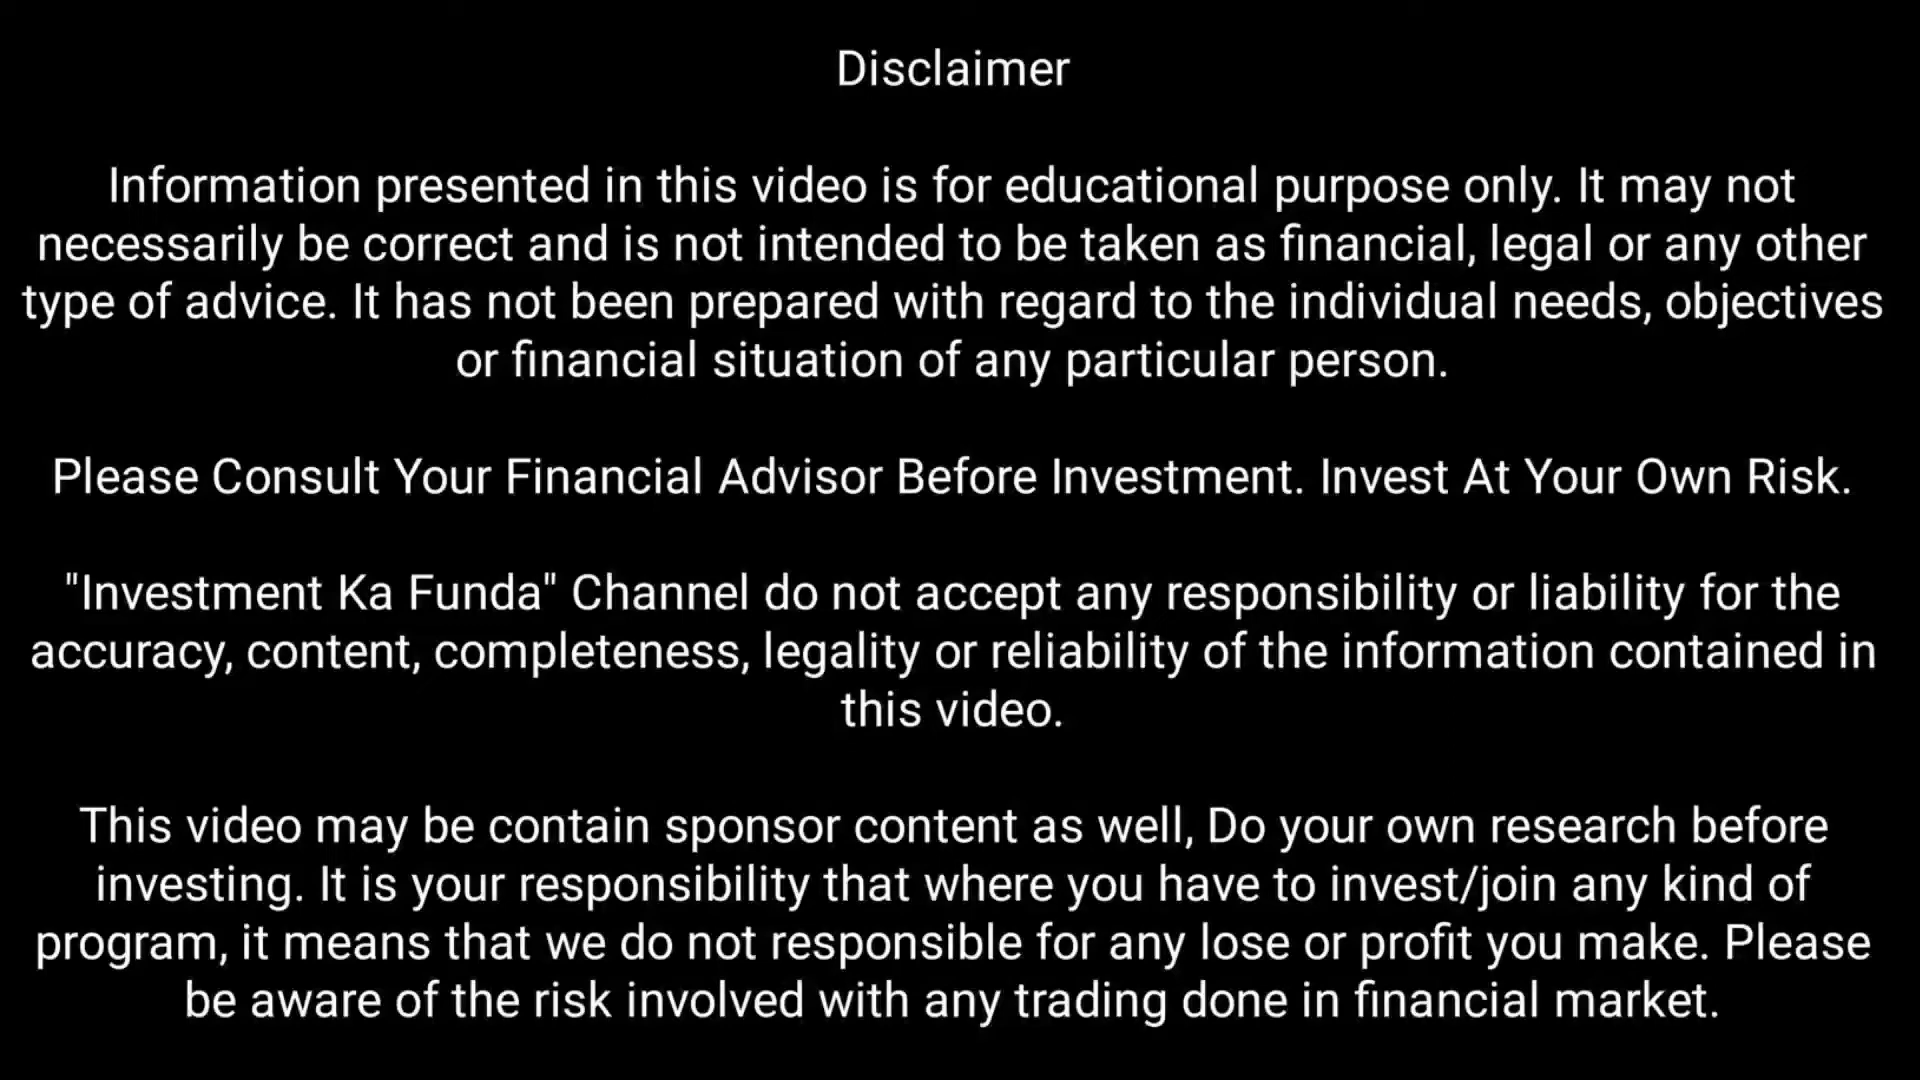 Disclaimer
Information presented in this video is for educational purpose only. It may not
necessarily be correct and is not intended to be taken as financial, legal or any other
type of advice. It has not been prepared with regard to the individual needs, objectives
or financial situation of any particular person.
Please Consult Your Financial Advisor Before Investment. Invest At Your Own Risk.
"Investment Ka Funda" Channel do not accept any responsibility or liability for the
accuracy, content, completeness, legality or reliability of the information contained in
this video.
This video may be contain sponsor content as well, Do your own research before
investing. It is your responsibility that where you have to invest/join any kind of
program, it means that we do not responsible for any lose or profit you make. Please
be aware of the risk involved with any trading done in financial market.